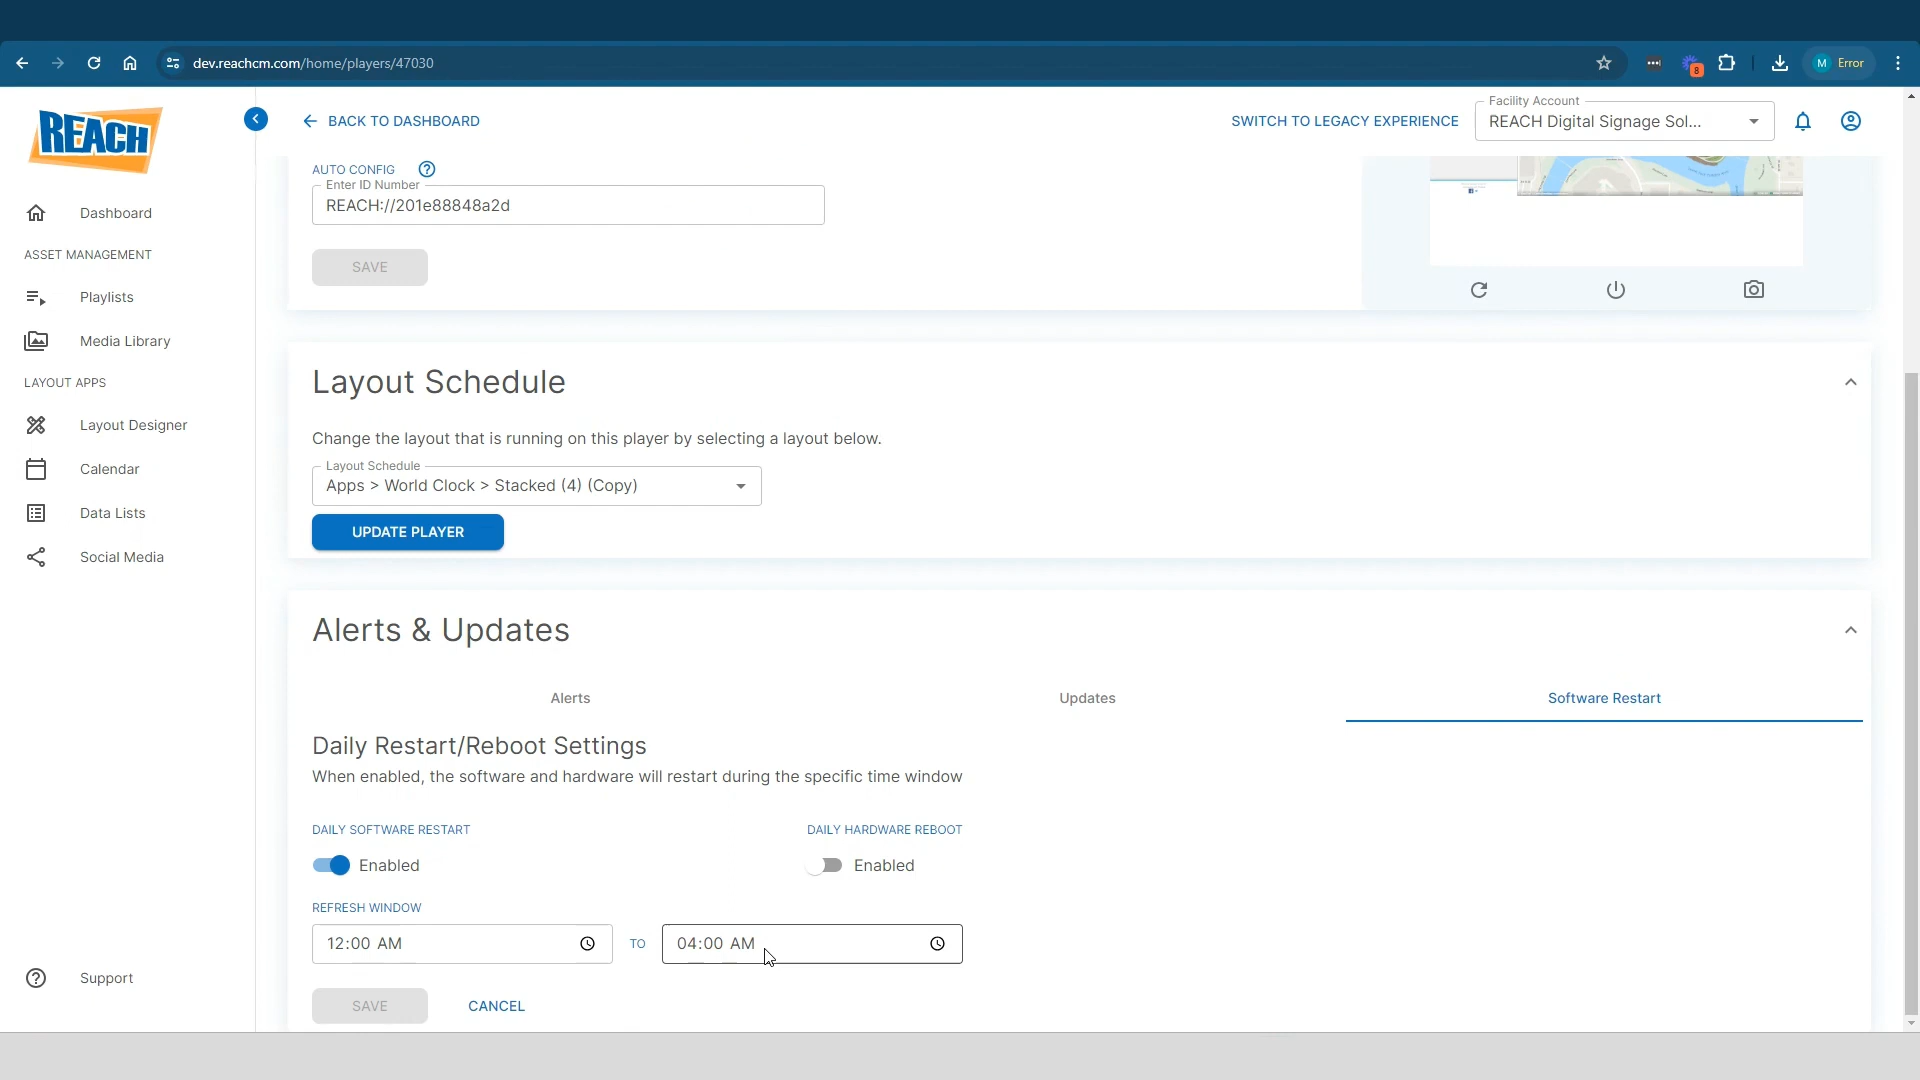 dev.reachcm.com/home/players/47030
8
M Error
REACH
BACK TO DASHBOARD
SWITCH TO LEGACY EXPERIENCE
Facility Account
REACH Digital Signage Sol...
Dashboard
ASSET MANAGEMENT
Playlists
Media Library
LAYOUT APPS
Layout Designer
Calendar
Data Lists
Social Media
Support
AUTO CONFIG
Enter ID Number
REACH://201e88848a2d
SAVE
Layout Schedule
Change the layout that is running on this player by selecting a layout below.
Layout Schedule
Apps > World Clock > Stacked (4) (Copy)
UPDATE PLAYER
Alerts & Updates
Alerts
Updates
Software Restart
Daily Restart/Reboot Settings
When enabled, the software and hardware will restart during the specific time window
DAILY SOFTWARE RESTART
DAILY HARDWARE REBOOT
Enabled
Enabled
REFRESH WINDOW
12:00 AM
TO
04:00 AM
SAVE
CANCEL